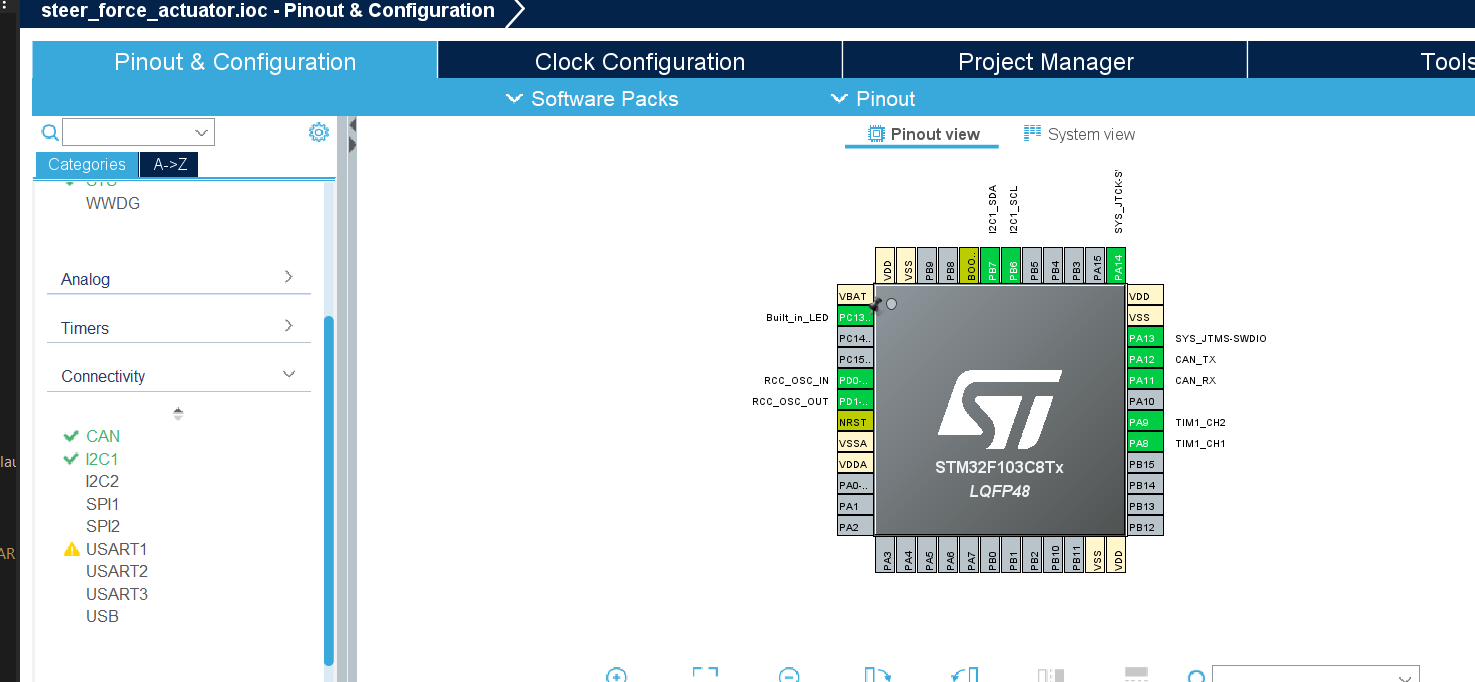 steer_force_actuator.ioc - Pinout & Configuration
Pinout & Configuration
Clock Configuration
Project Manager
Tools
Software Packs
Pinout
Categories
A->Z
Pinout view
System view
SYS
WWDG
Analog
Timers
Connectivity
CAN
I2C1
I2C2
SPI1
SPI2
USART1
USART2
USART3
USB
I2C1_SDA
I2C1_SCL
SYS_JTCK-S
VDD
VSS
PB9
PB8
BOO..
PB7
PB6
PB5
PB4
PB3
PA15
PA14
VBAT
Built_in_LED PC13..
PC14..
PC15..
RCC_OSC_IN PD0-..
RCC_OSC_OUT PD1-..
NRST
VSSA
VDDA
PA0-..
PA1
PA2
STM32F103C8Tx
LQFP48
VDD
VSS
PA13 SYS_JTMS-SWDIO
PA12 CAN_TX
PA11 CAN_RX
PA10
PA9 TIM1_CH2
PA8 TIM1_CH1
PB15
PB14
PB13
PB12
PA3
PA4
PA5
PA6
PA7
PB0
PB1
PB2
PB10
PB11
VSS
VDD
lau
AR